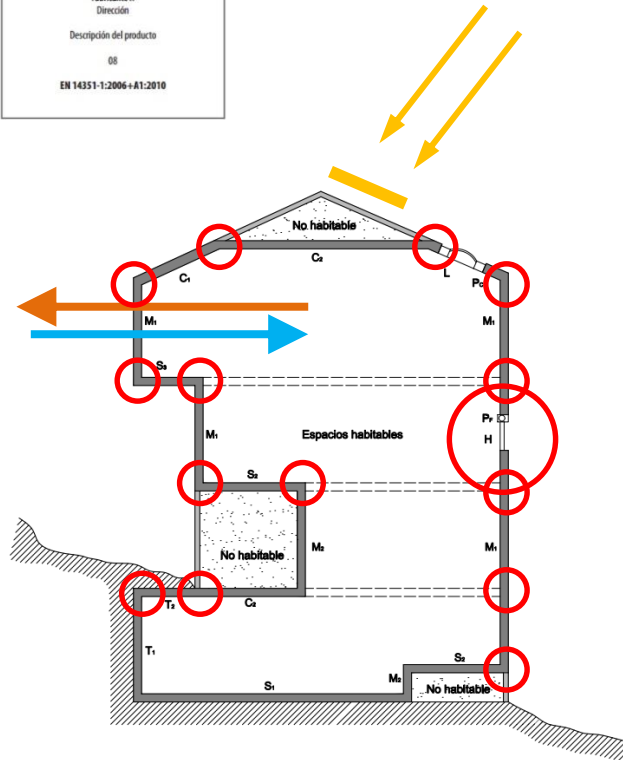 Dirección
Descripción del producto
08
EN 14351-1:2006+A1:2010
No habitable
C₂
C₁
L
M₁
M₁
S₃
P_F
H
M₁
Espacios habitables
S₂
No habitable
M₂
M₁
T₂
C₂
T₁
S₂
M₂
S₁
No habitable